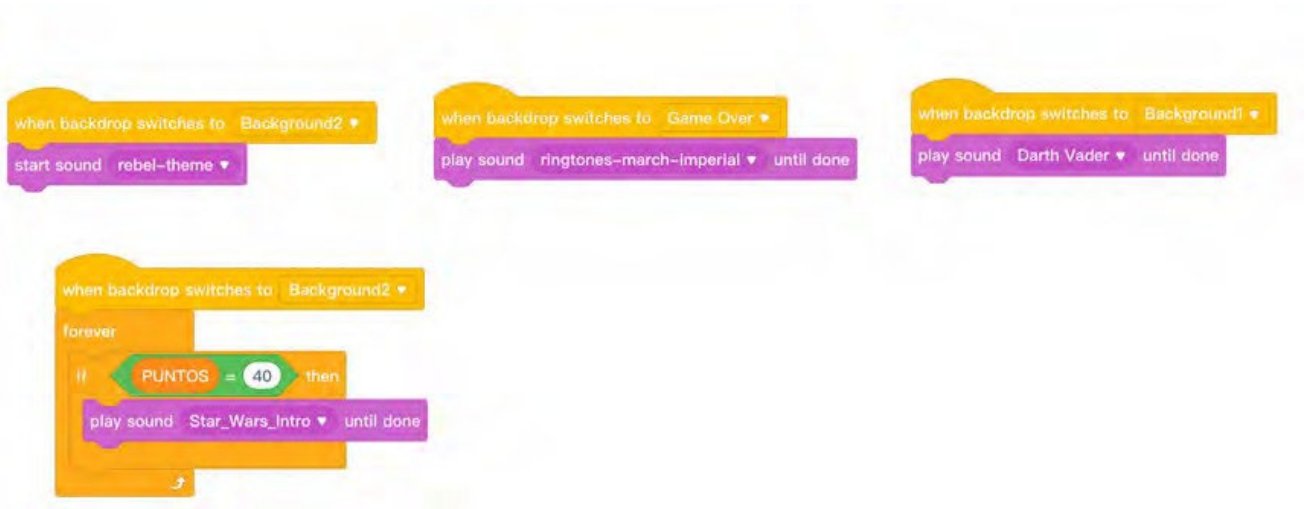 when backdrop switches to Background2
start sound rebel-theme
when backdrop switches to Game Over
play sound ringtones-march-imperial until done
when backdrop switches to Background1
play sound Darth Vader until done
when backdrop switches to Background2
forever
if PUNTOS = 40 then
play sound Star_Wars_Intro until done